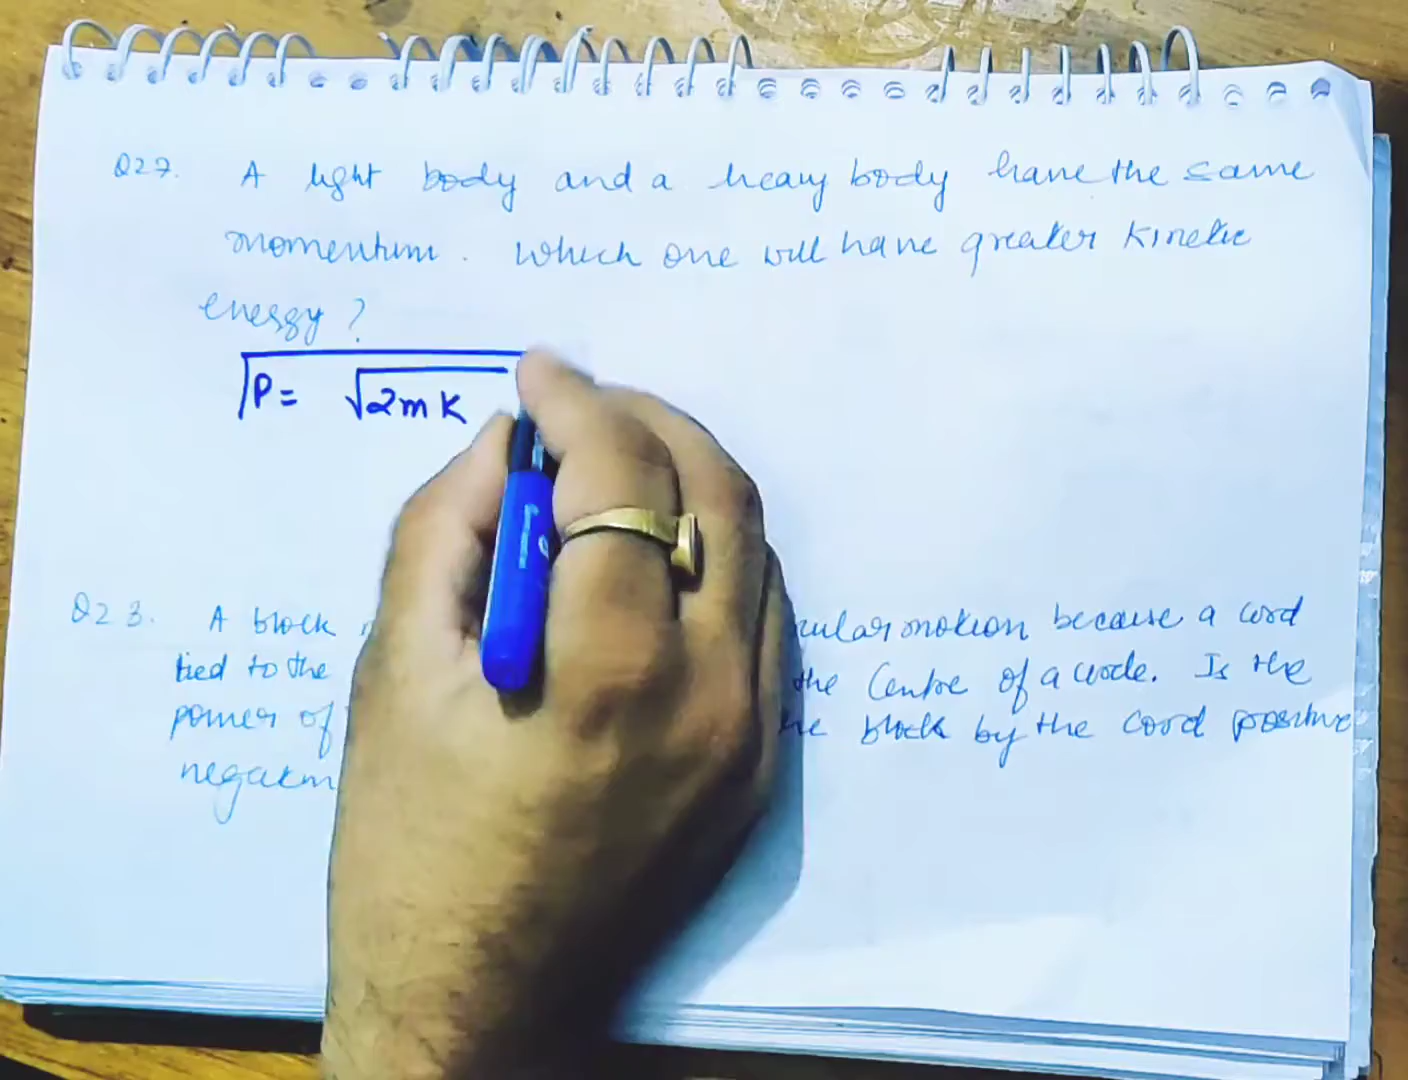 Q27. A light body and a heavy body have the same
momentum. Which one will have greater kinetic
energy?
P = √2mK
Q23. A block motion because a cord
tied to the the Centre of a circle. Is the
power of block by the cord positive